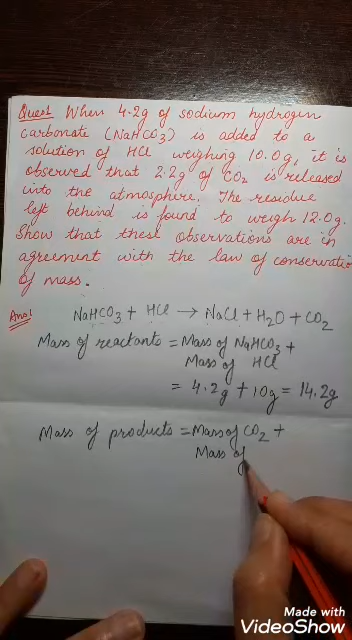 Ques1 When 4.2g of sodium hydrogen
carbonate (NaHCO3) is added to a
solution of HCl weighing 10.0g, it is
observed that 2.2g of CO2 is released
into the atmosphere. The residue
left behind is found to weigh 12.0g.
Show that these observations are in
agreement with the law of conservatio
of mass.
Ans1 NaHCO3 + HCl → NaCl + H2O + CO2
Mass of reactants = Mass of NaHCO3 +
Mass of HCl
= 4.2g + 10g = 14.2g
Mass of products = Mass of CO2 +
Mass of
Made with
VideoShow